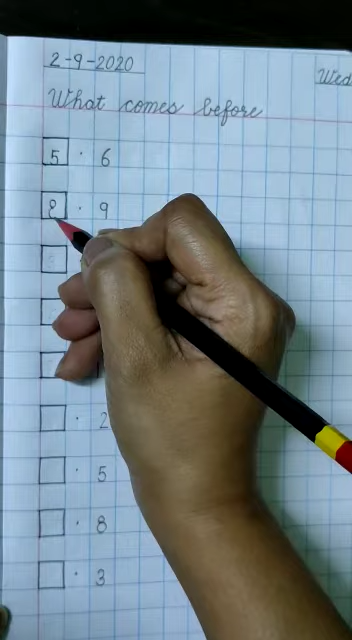 2-9-2020
Wed
What comes before
5 . 6
8 . 9
. 2
. 5
. 8
. 3